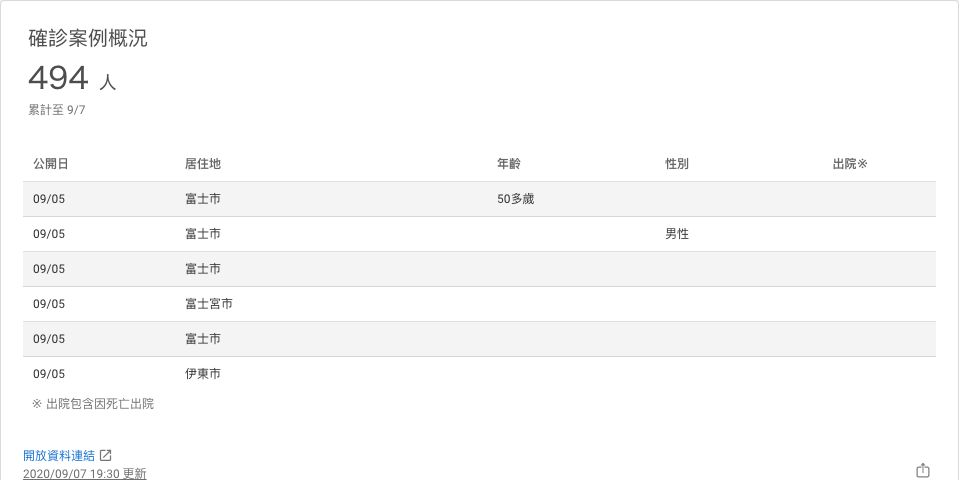 確診案例概況
494 人
累計至 9/7
公開日 居住地 年齡 性別 出院※
09/05 富士市 50多歲
09/05 富士市 男性
09/05 富士市
09/05 富士宮市
09/05 富士市
09/05 伊東市
※ 出院包含因死亡出院
開放資料連結
2020/09/07 19:30 更新